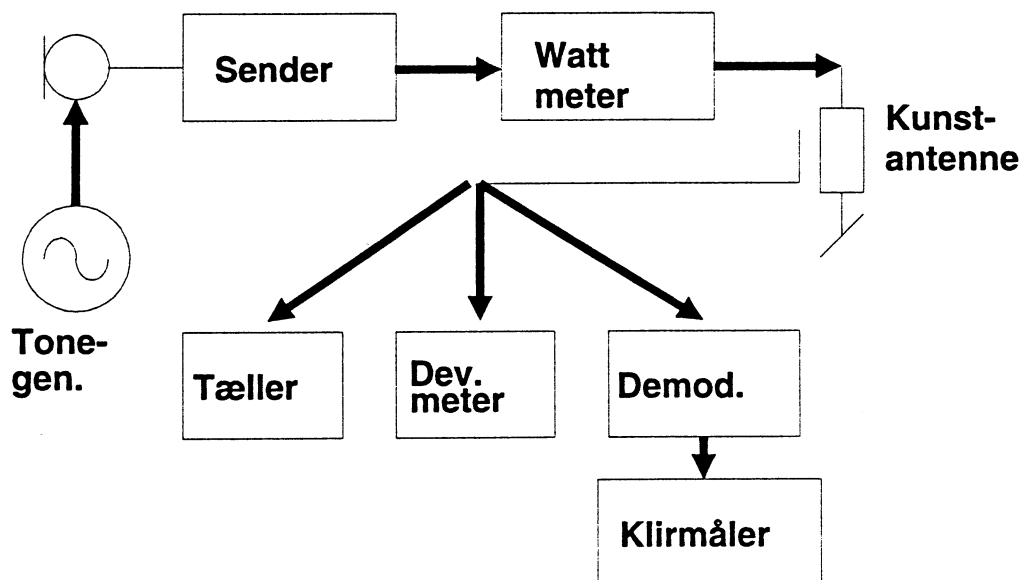 Sender
Watt
meter
Kunst-
antenne
Tone-
gen.
Tæller
Dev.
meter
Demod.
Klirmåler